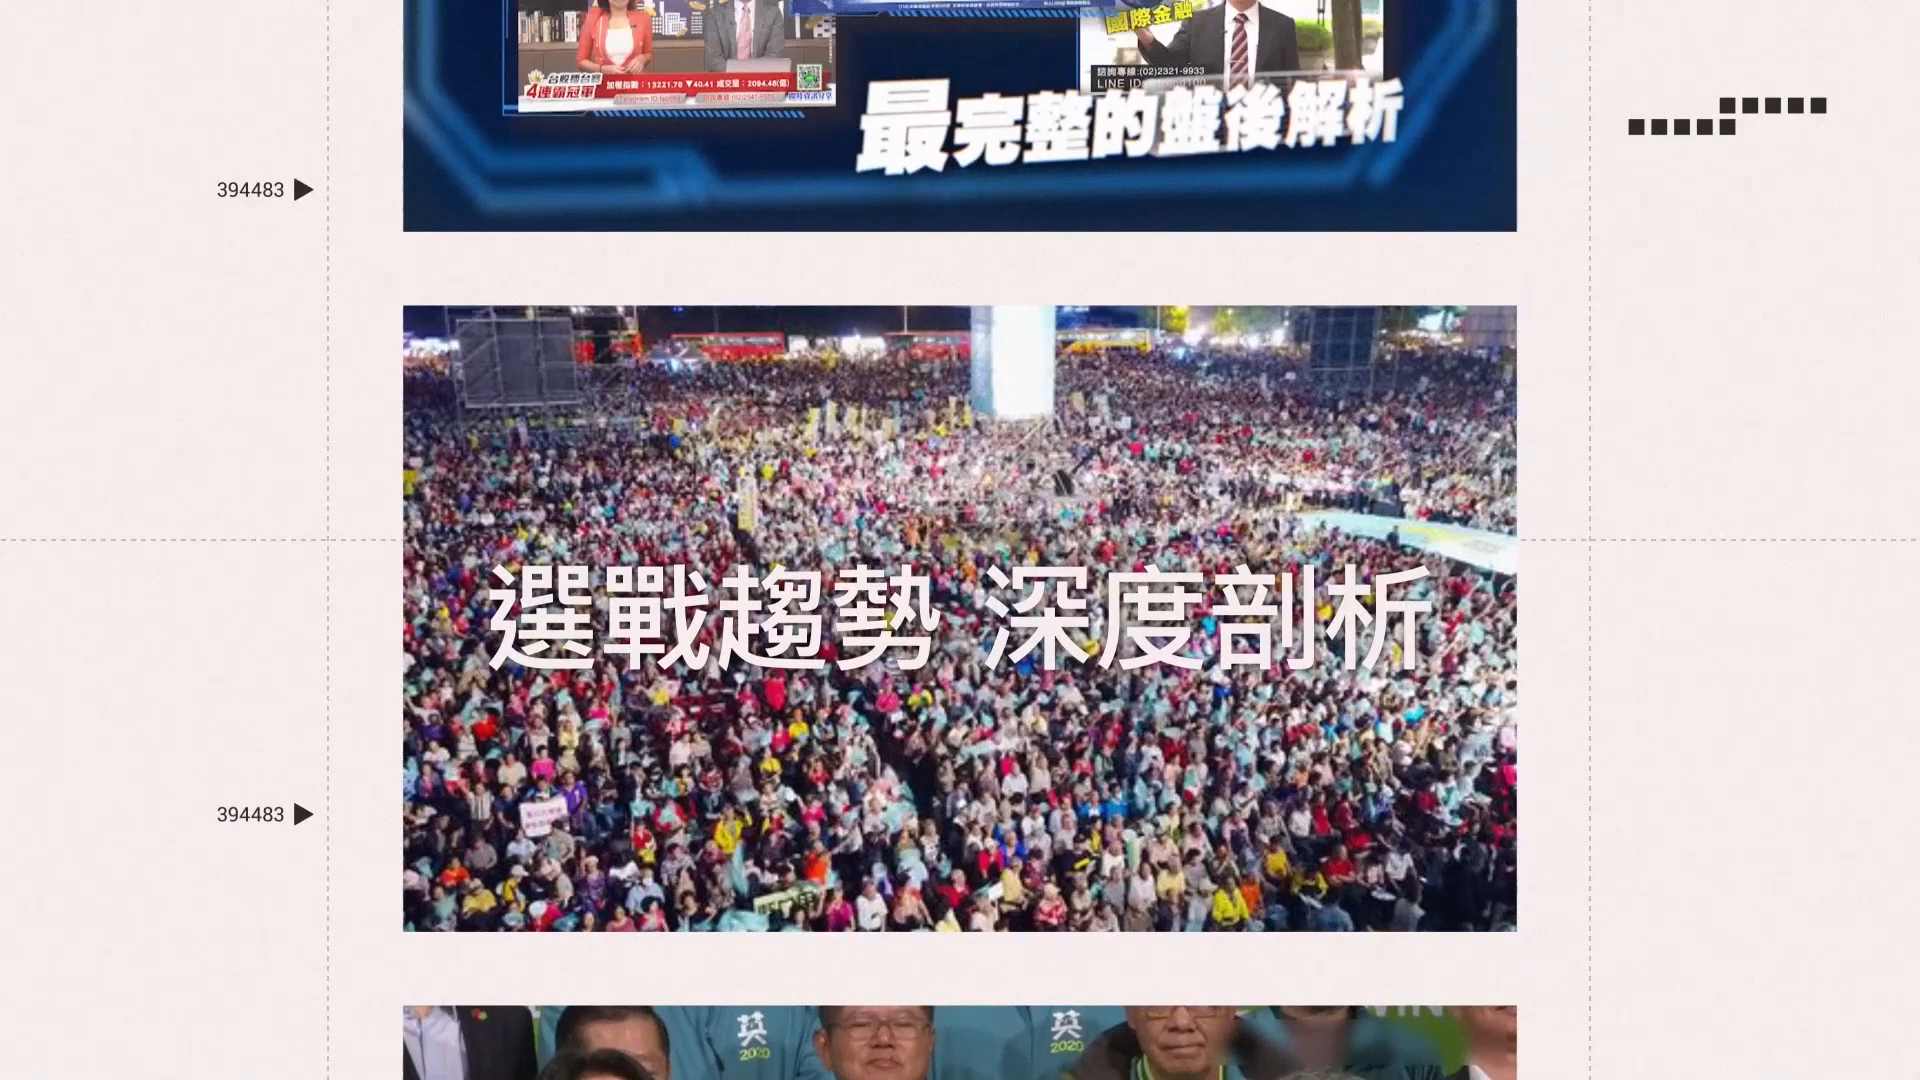 國際金融
台股擂台賽
4連霸冠軍
加權指數：13221.78 ▼40.41 成交量：2094.48(億)
諮詢專線:(02)2321-9933
LINE ID
最完整的盤後解析
394483
選戰趨勢 深度剖析
394483
英
2020
英
2020
WIN